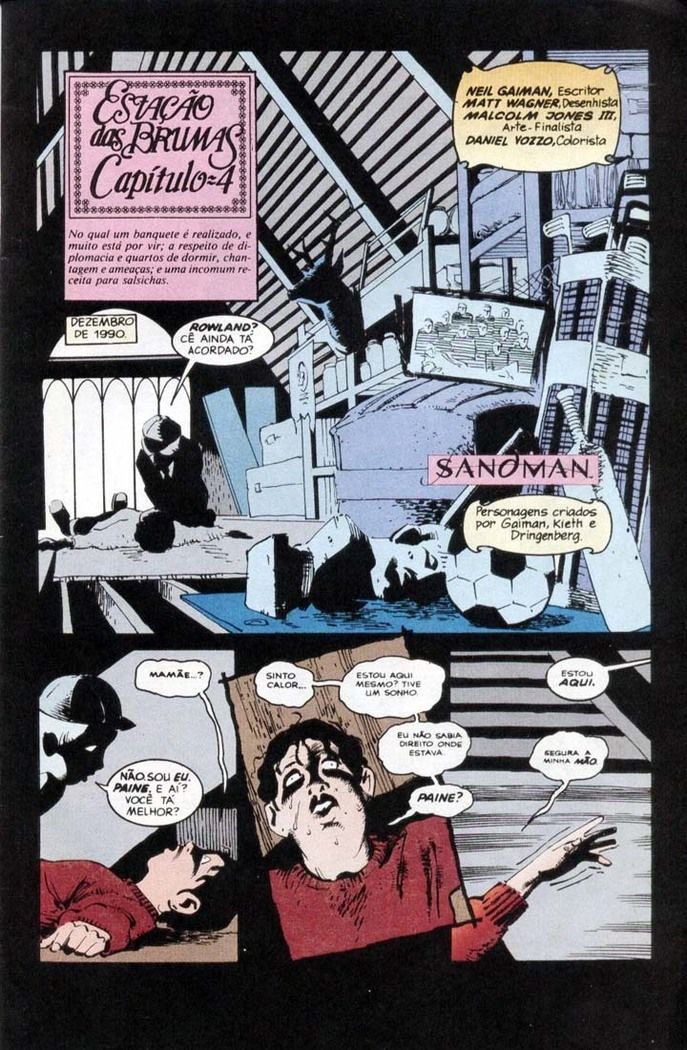 Estação
das Brumas
Capítulo=4
No qual um banquete é realizado, e
muito está por vir; a respeito de di-
plomacia e quartos de dormir, chan-
tagem e ameaças; e uma incomum re-
ceita para salsichas.
NEIL GAIMAN, Escritor
MATT WAGNER, Desenhista
MALCOLM JONES III,
Arte-Finalista
DANIEL VOZZO, Colorista
DEZEMBRO
DE 1990.
ROWLAND?
CÊ AINDA TÁ
ACORDADO?
SANDMAN
Personagens criados
por Gaiman, Kieth e
Dringenberg.
MAMÃE...?
NÃO. SOU EU.
PAINE. E AÍ?
VOCÊ TÁ
MELHOR?
SINTO
CALOR...
ESTOU AQUI
MESMO? TIVE
UM SONHO.
EU NÃO SABIA
DIREITO ONDE
ESTAVA.
PAINE?
ESTOU
AQUI.
SEGURA A
MINHA MÃO.